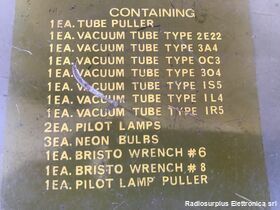 CONTAINING
1EA. TUBE PULLER
1EA. VACUUM TUBE TYPE 2E22
1EA. VACUUM TUBE TYPE 3A4
1EA. VACUUM TUBE TYPE OC3
1EA. VACUUM TUBE TYPE 3O4
1EA. VACUUM TUBE TYPE 1S5
1EA. VACUUM TUBE TYPE 1L4
1EA. VACUUM TUBE TYPE 1R5
2EA. PILOT LAMPS
3EA. NEON BULBS
1EA. BRISTO WRENCH #6
1EA. BRISTO WRENCH #8
1EA. PILOT LAMP PULLER
Radiosurplus Elettronica srl